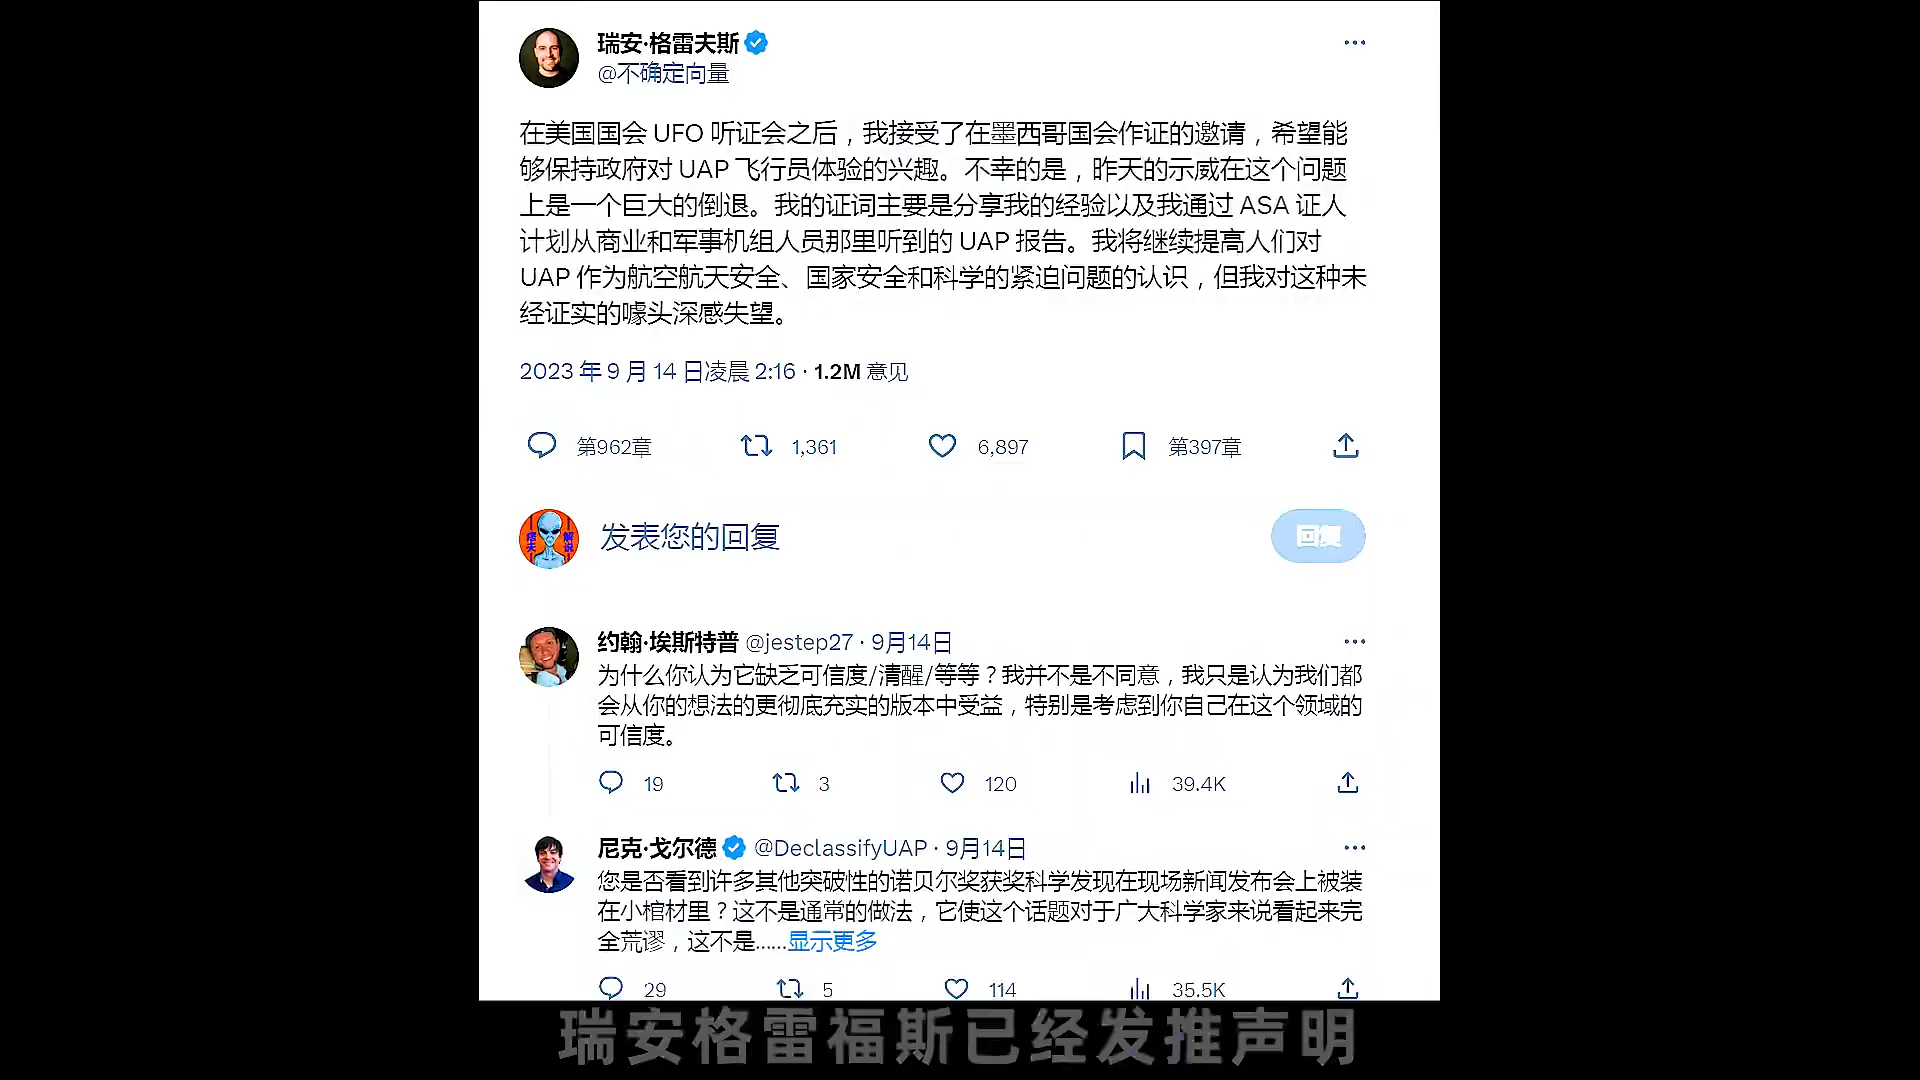 瑞安·格雷夫斯
@不确定向量
在美国国会 UFO 听证会之后，我接受了在墨西哥国会作证的邀请，希望能
够保持政府对 UAP 飞行员体验的兴趣。不幸的是，昨天的示威在这个问题
上是一个巨大的倒退。我的证词主要是分享我的经验以及我通过 ASA 证人
计划从商业和军事机组人员那里听到的 UAP 报告。我将继续提高人们对
UAP 作为航空航天安全、国家安全和科学的紧迫问题的认识，但我对这种未
经证实的噱头深感失望。
2023 年 9 月 14 日凌晨 2:16 · 1.2M 意见
第962章 1,361 6,897 第397章
痞夫 解说
发表您的回复 回复
约翰·埃斯特普 @jestep27 · 9月14日
为什么你认为它缺乏可信度/清醒/等等？我并不是不同意，我只是认为我们都
会从你的想法的更彻底充实的版本中受益，特别是考虑到你自己在这个领域的
可信度。
19 3 120 39.4K
尼克·戈尔德 @DeclassifyUAP · 9月14日
您是否看到许多其他突破性的诺贝尔奖获奖科学发现在现场新闻发布会上被装
在小棺材里？这不是通常的做法，它使这个话题对于广大科学家来说看起来完
全荒谬，这不是......显示更多
29 5 114 35.5K
瑞安格雷福斯已经发推声明